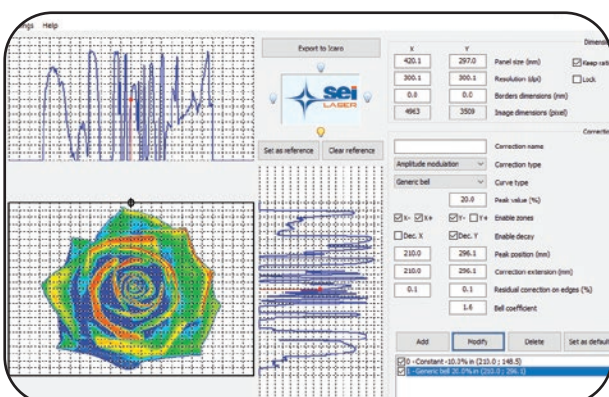 ngs Help
Export to Icaro
sei
LASER
Set as reference Clear reference
Dimensio
X Y
420.1 297.0 Panel size (mm) Keep ratio
300.1 300.1 Resolution (dpi) Lock
0.0 0.0 Borders dimensions (mm)
4963 3509 Image dimensions (pixel)
Correction
Correction name
Amplitude modulation Correction type
Generic bell Curve type
20.0 Peak value (%)
X- X+ Y- Y+ Enable zones
Dec. X Dec. Y Enable decay
210.0 296.1 Peak position (mm)
210.0 296.1 Correction extension (mm)
0.1 0.1 Residual correction on edges (%)
1.6 Bell coefficient
Add Modify Delete Set as default
0 -Constant -10.3% in (210.0 ; 148.5)
1 -Generic bell 20.0% in (210.0 ; 296.1)